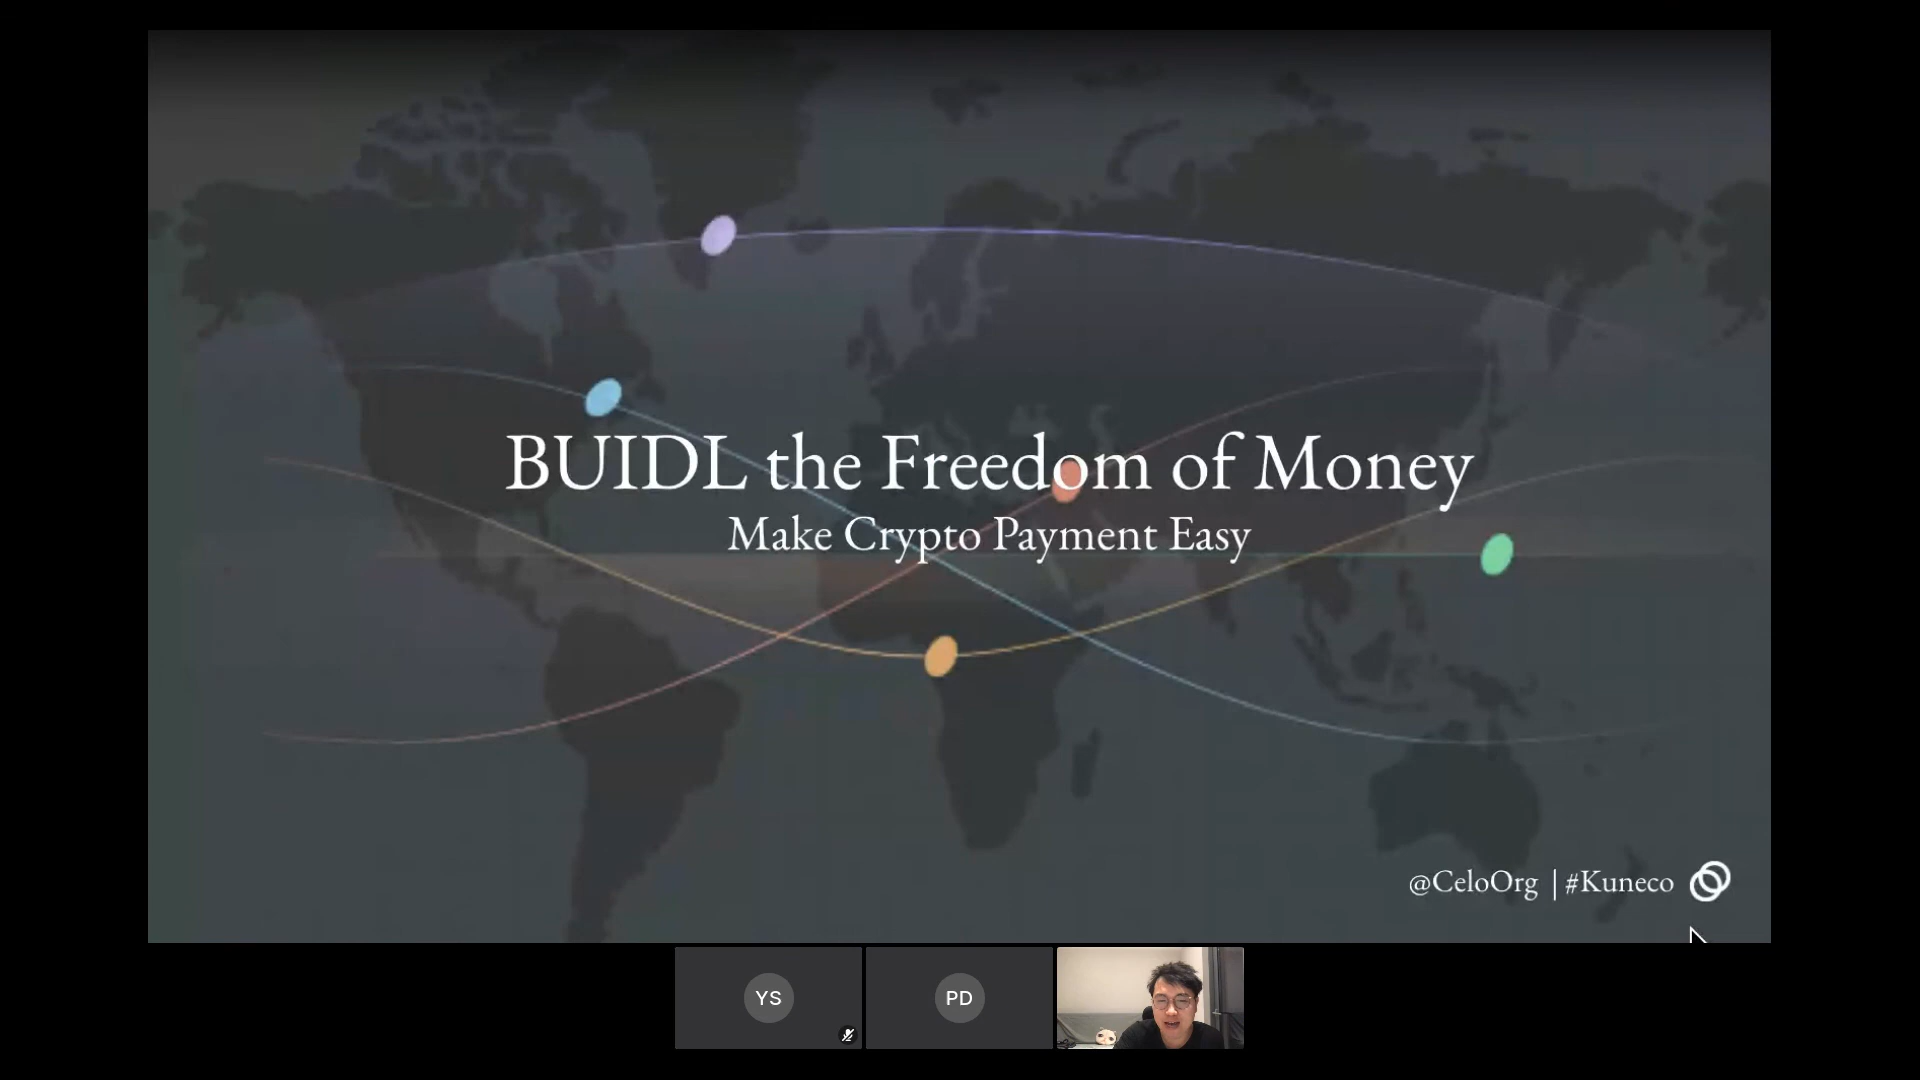 BUIDL the Freedom of Money
Make Crypto Payment Easy
@CeloOrg | #Kuneco
YS
PD